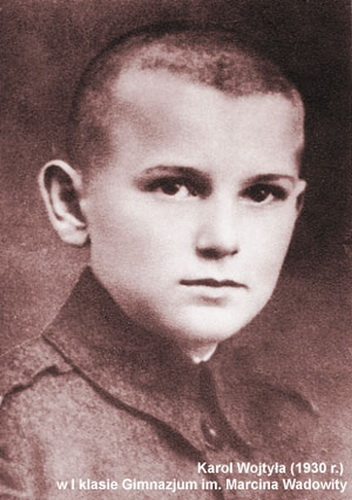 Karol Wojtyła (1930 r.)
w I klasie Gimnazjum im. Marcina Wadowity